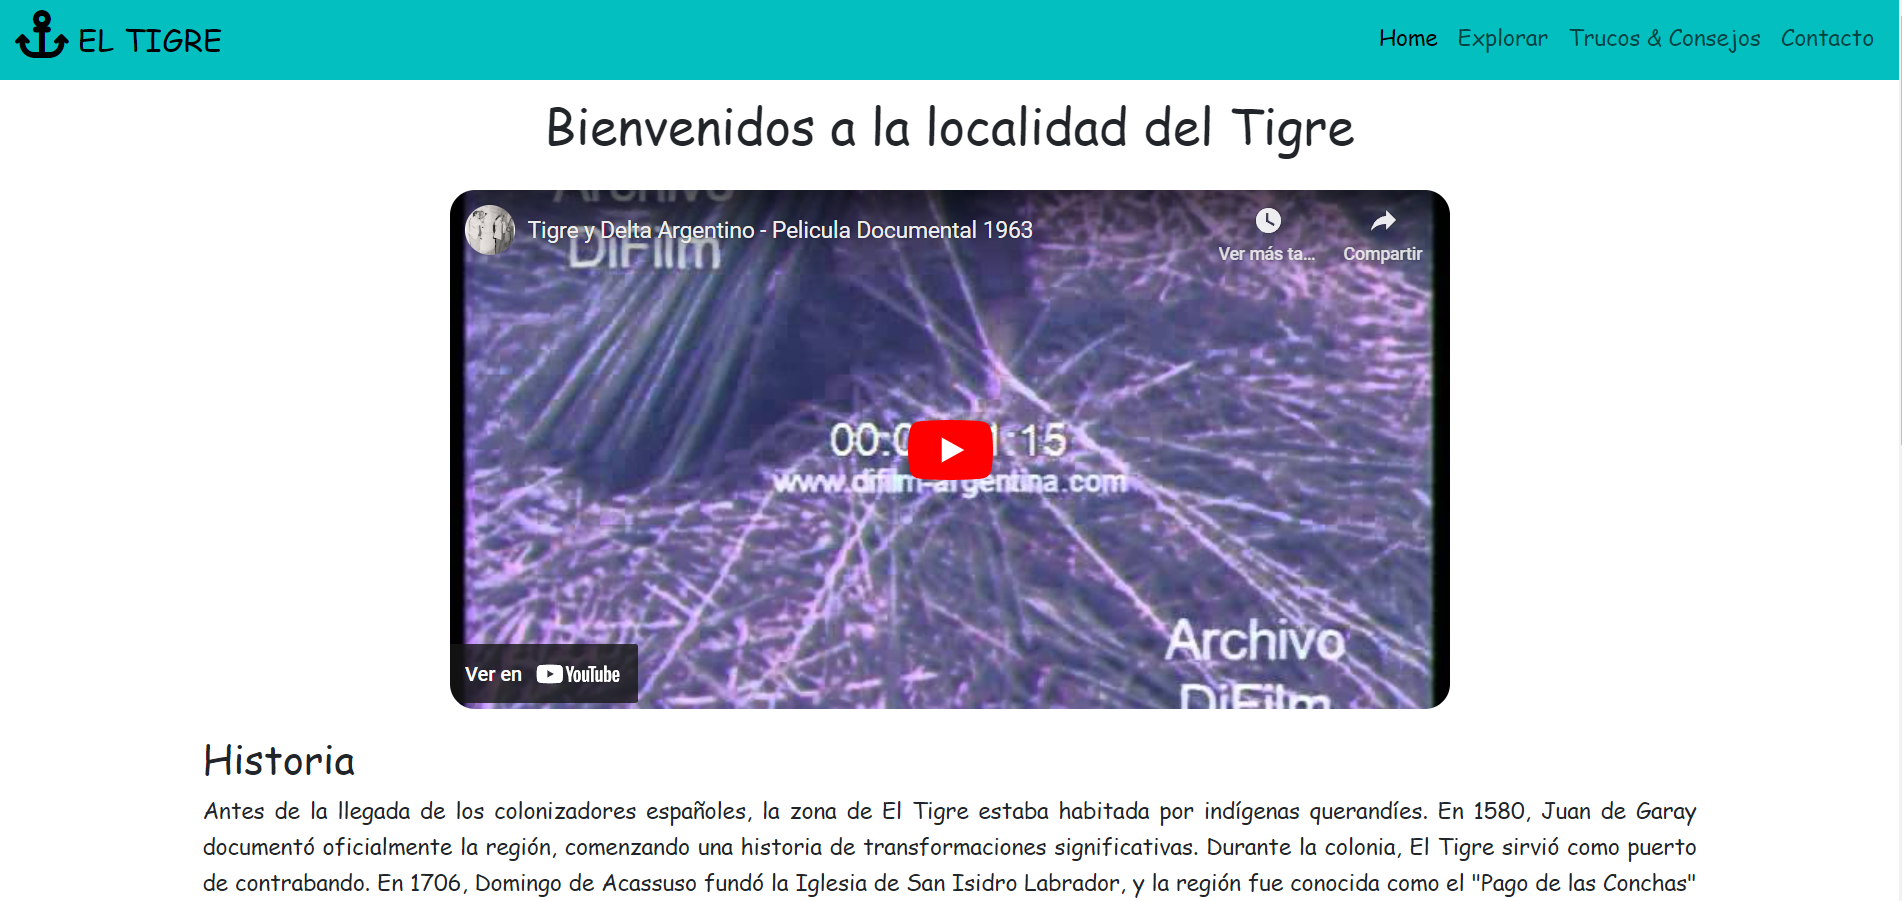 EL TIGRE
Home Explorar Trucos & Consejos Contacto
Bienvenidos a la localidad del Tigre
Archivo
DiFilm
Tigre y Delta Argentino - Pelicula Documental 1963
Ver más ta...
Compartir
00:0 1:15
www.difilm-argentina.com
Archivo
DiFilm
Ver en YouTube
Historia
Antes de la llegada de los colonizadores españoles, la zona de El Tigre estaba habitada por indígenas querandíes. En 1580, Juan de Garay
documentó oficialmente la región, comenzando una historia de transformaciones significativas. Durante la colonia, El Tigre sirvió como puerto
de contrabando. En 1706, Domingo de Acassuso fundó la Iglesia de San Isidro Labrador, y la región fue conocida como el "Pago de las Conchas"